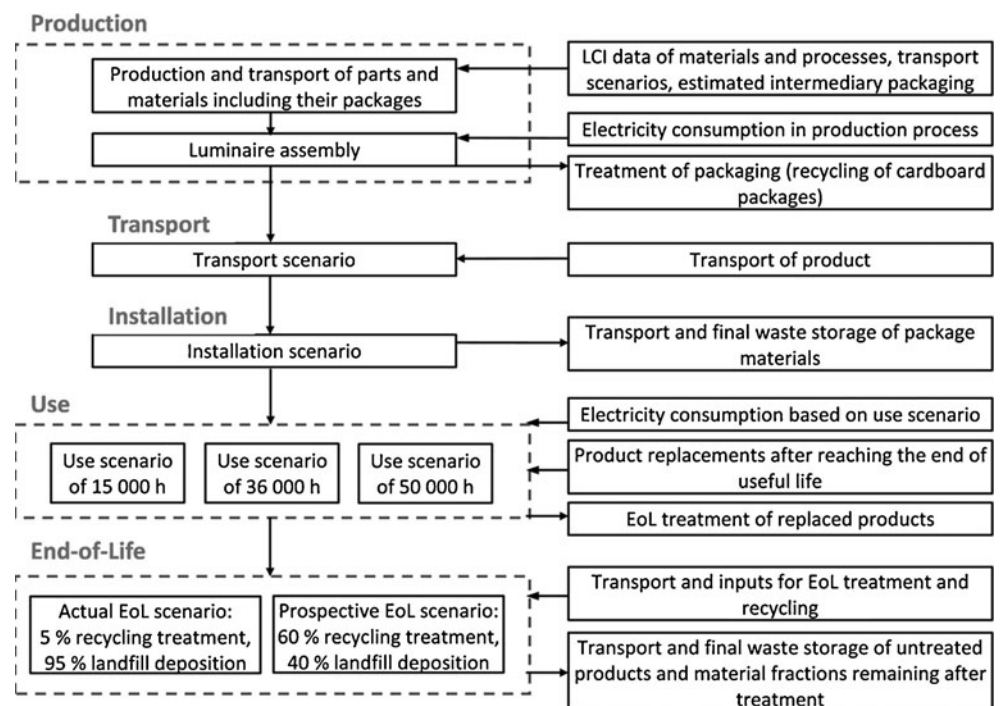 Production
Production and transport of parts and
materials including their packages
LCI data of materials and processes, transport
scenarios, estimated intermediary packaging
Luminaire assembly
Electricity consumption in production process
Treatment of packaging (recycling of cardboard
packages)
Transport
Transport scenario
Transport of product
Installation
Installation scenario
Transport and final waste storage of package
materials
Use
Use scenario
of 15 000 h
Use scenario
of 36 000 h
Use scenario
of 50 000 h
Electricity consumption based on use scenario
Product replacements after reaching the end of
useful life
EoL treatment of replaced products
End-of-Life
Actual EoL scenario:
5 % recycling treatment,
95 % landfill deposition
Prospective EoL scenario:
60 % recycling treatment,
40 % landfill deposition
Transport and inputs for EoL treatment and
recycling
Transport and final waste storage of untreated
products and material fractions remaining after
treatment